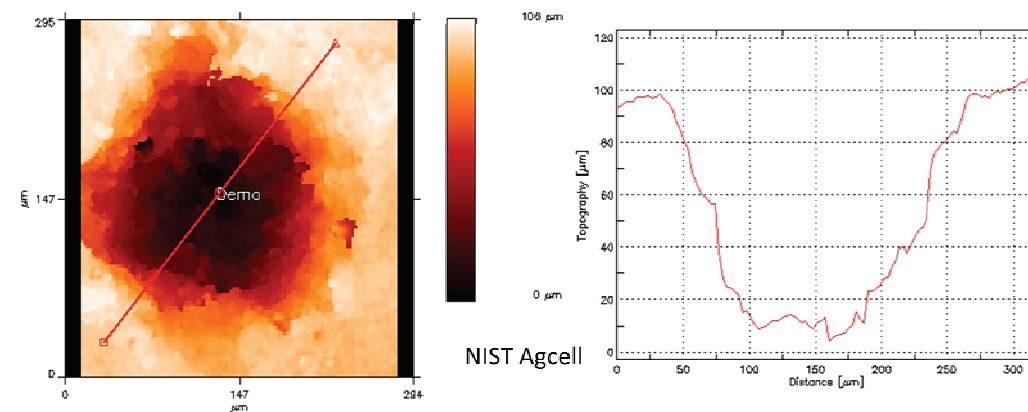 295
147
0
μm
0
147
294
μm
Demo
106 μm
0 μm
NIST Agcell
120
100
80
60
40
20
0
Topography [μm]
0
50
100
150
200
250
300
Distance [μm]